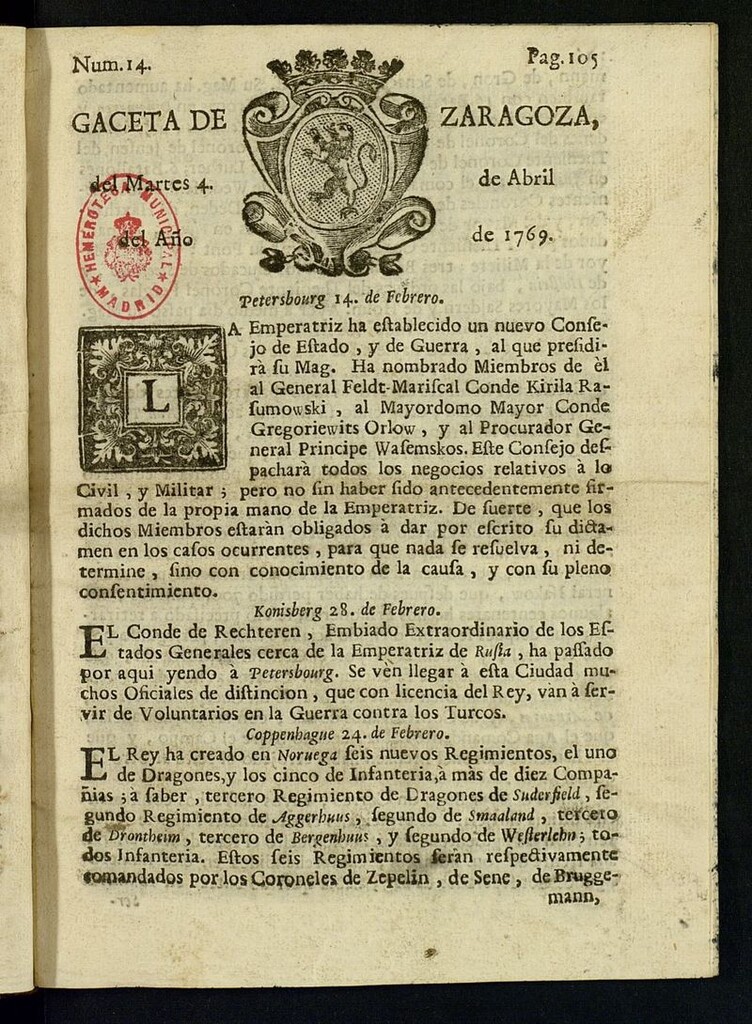 Num.14.
Pag.105
GACETA DE ZARAGOZA,
del Martes 4. de Abril
del Año de 1769.
HEMEROTECA MUNICIPAL
MADRID
Petersbourg 14. de Febrero.
LA Emperatriz ha eſtablecido un nuevo Conſe-
jo de Eſtado, y de Guerra, al que preſidi-
rà ſu Mag. Ha nombrado Miembros de èl
al General Feldt-Mariſcal Conde Kirila Ra-
ſumowski, al Mayordomo Mayor Conde
Gregoriewits Orlow, y al Procurador Ge-
neral Principe Waſemskos. Eſte Conſejo deſ-
pacharà todos los negocios relativos à lo
Civil, y Militar; pero no ſin haber ſido antecedentemente fir-
mados de la propia mano de la Emperatriz. De ſuerte, que los
dichos Miembros eſtaràn obligados à dar por eſcrito ſu dicta-
men en los caſos ocurrentes, para que nada ſe reſuelva, ni de-
termine, ſino con conocimiento de la cauſa, y con ſu pleno
conſentimiento.
Konisberg 28. de Febrero.
EL Conde de Rechteren, Embiado Extraordinario de los Eſ-
tados Generales cerca de la Emperatriz de Ruſia, ha paſſado
por aqui yendo à Petersbourg. Se vèn llegar à eſta Ciudad mu-
chos Oficiales de diſtincion, que con licencia del Rey, van à ſer-
vir de Voluntarios en la Guerra contra los Turcos.
Coppenhague 24. de Febrero.
EL Rey ha creado en Noruega ſeis nuevos Regimientos, el uno
de Dragones,y los cinco de Infanteria,à màs de diez Compa-
ñias; à ſaber, tercero Regimiento de Dragones de Suderfield, ſe-
gundo Regimiento de Aggerhuus, ſegundo de Smaaland, tercero
de Drontheim, tercero de Bergenhuus, y ſegundo de Weſterlehn; to-
dos Infanteria. Eſtos ſeis Regimientos ſeràn reſpectivamente
comandados por los Coroneles de Zepelin, de Sene, de Brugge-
mann,